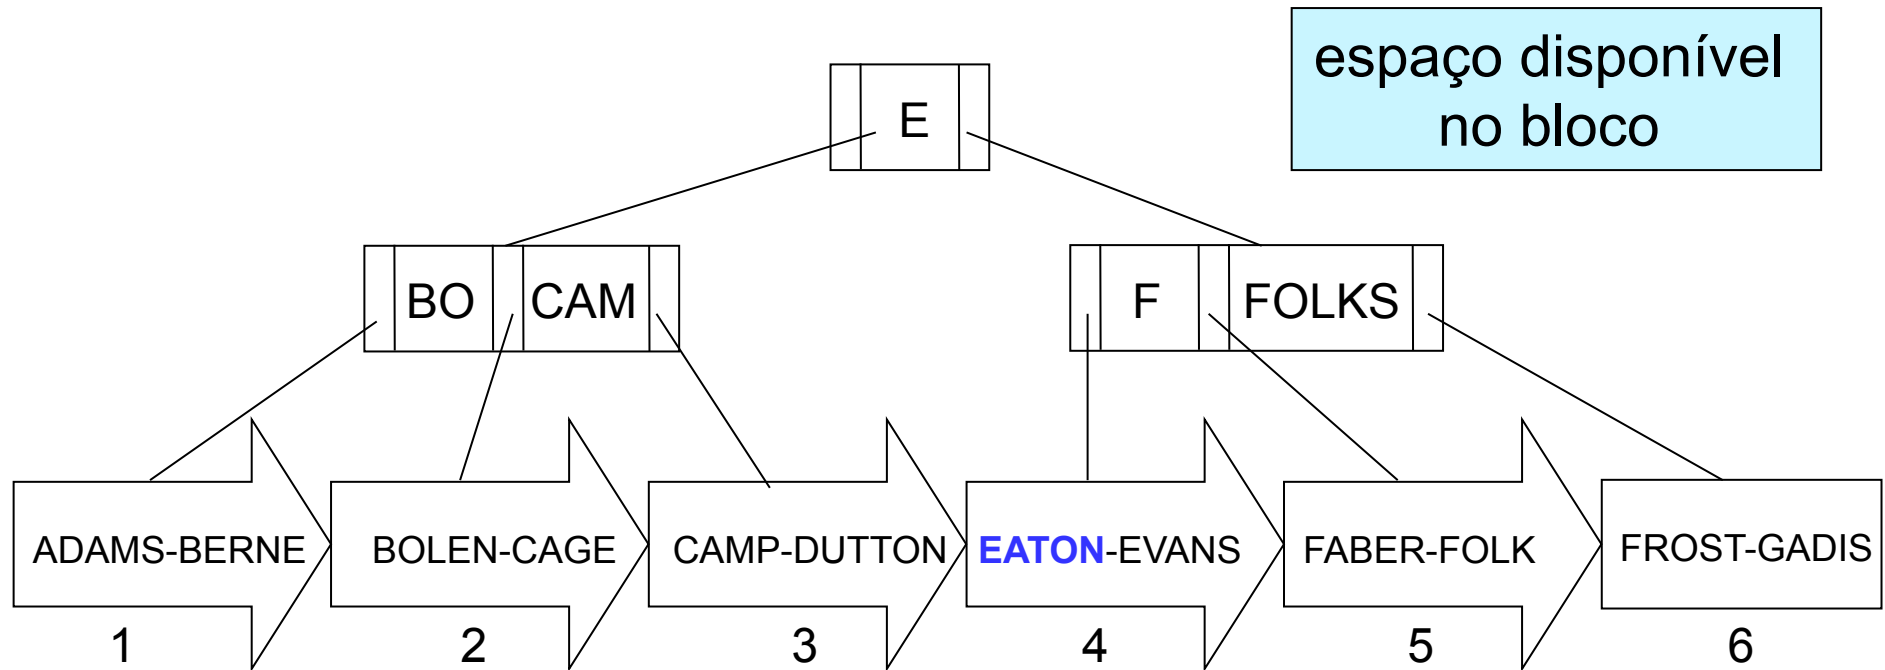 espaço disponível
no bloco
E
BO CAM
F FOLKS
ADAMS-BERNE BOLEN-CAGE CAMP-DUTTON EATON-EVANS FABER-FOLK FROST-GADIS
1 2 3 4 5 6